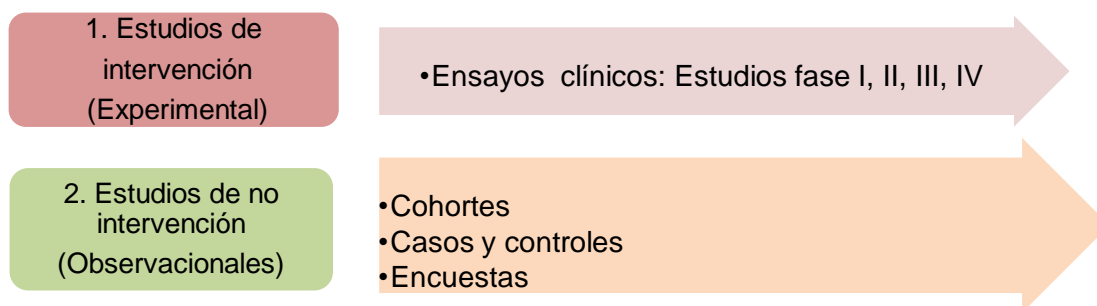 1. Estudios de
intervención
(Experimental)
•Ensayos clínicos: Estudios fase I, II, III, IV
2. Estudios de no
intervención
(Observacionales)
•Cohortes
•Casos y controles
•Encuestas